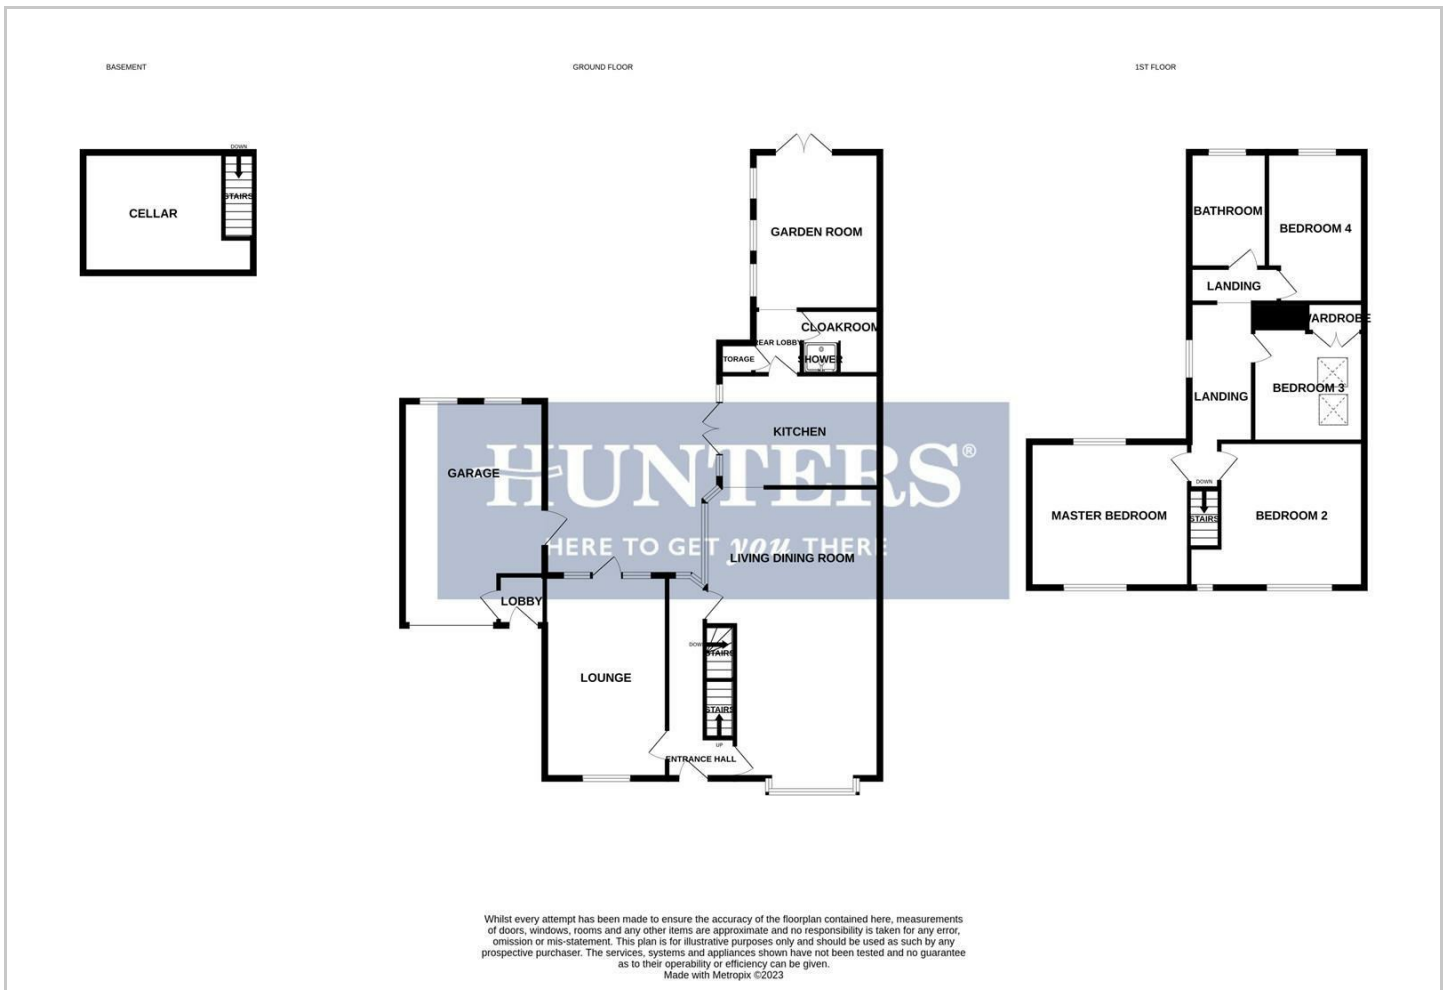 BASEMENT
GROUND FLOOR
1ST FLOOR
DOWN
STAIRS
CELLAR
GARDEN ROOM
CLOAKROOM
REAR LOBBY
TORAGE
SHOWER
KITCHEN
GARAGE
HUNTERS®
HERE TO GET you THERE
LIVING DINING ROOM
LOBBY
LOUNGE
DOWN
STAIRS
STAIRS
UP
ENTRANCE HALL
BATHROOM
BEDROOM 4
LANDING
WARDROBE
BEDROOM 3
LANDING
DOWN
STAIRS
MASTER BEDROOM
BEDROOM 2
Whilst every attempt has been made to ensure the accuracy of the floorplan contained here, measurements
of doors, windows, rooms and any other items are approximate and no responsibility is taken for any error,
omission or mis-statement. This plan is for illustrative purposes only and should be used as such by any
prospective purchaser. The services, systems and appliances shown have not been tested and no guarantee
as to their operability or efficiency can be given.
Made with Metropix ©2023